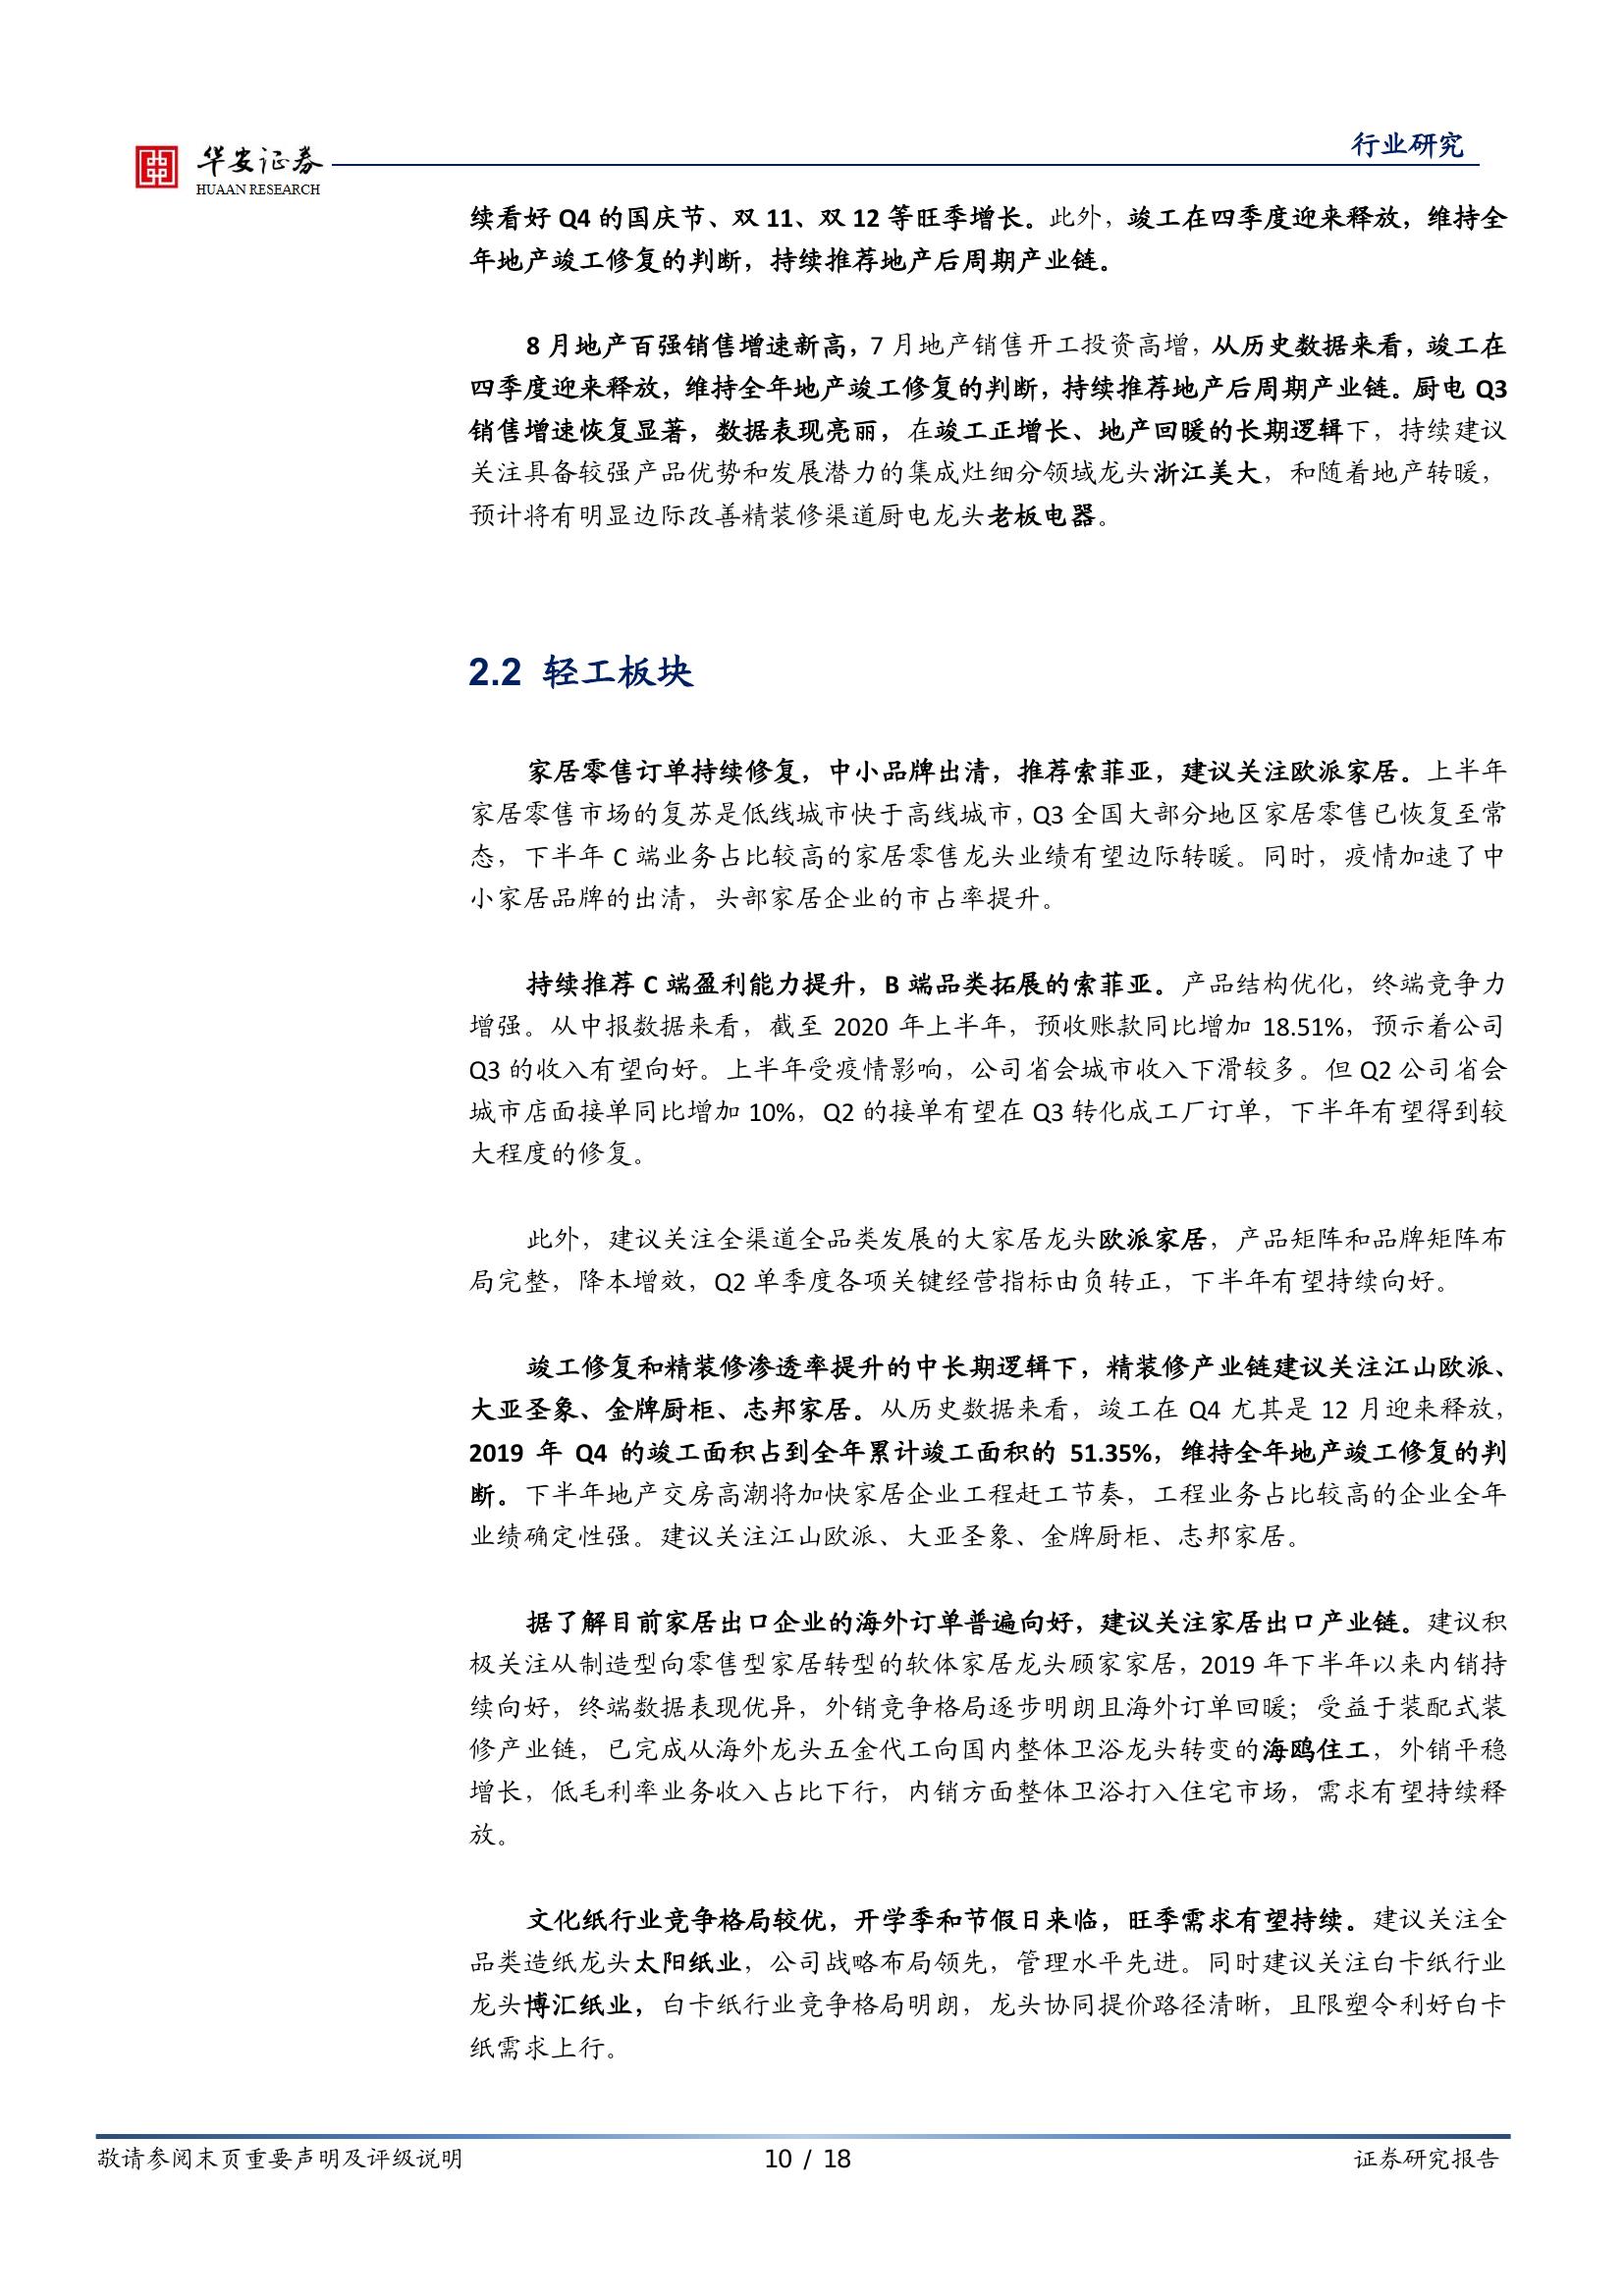 华安证券
HUAAN RESEARCH
行业研究
续看好 Q4 的国庆节、双 11、双 12 等旺季增长。此外，竣工在四季度迎来释放，维持全
年地产竣工修复的判断，持续推荐地产后周期产业链。
8 月地产百强销售增速新高，7 月地产销售开工投资高增，从历史数据来看，竣工在
四季度迎来释放，维持全年地产竣工修复的判断，持续推荐地产后周期产业链。厨电 Q3
销售增速恢复显著，数据表现亮丽，在竣工正增长、地产回暖的长期逻辑下，持续建议
关注具备较强产品优势和发展潜力的集成灶细分领域龙头浙江美大，和随着地产转暖，
预计将有明显边际改善精装修渠道厨电龙头老板电器。
2.2 轻工板块
家居零售订单持续修复，中小品牌出清，推荐索菲亚，建议关注欧派家居。上半年
家居零售市场的复苏是低线城市快于高线城市，Q3 全国大部分地区家居零售已恢复至常
态，下半年 C 端业务占比较高的家居零售龙头业绩有望边际转暖。同时，疫情加速了中
小家居品牌的出清，头部家居企业的市占率提升。
持续推荐 C 端盈利能力提升，B 端品类拓展的索菲亚。产品结构优化，终端竞争力
增强。从中报数据来看，截至 2020 年上半年，预收账款同比增加 18.51%，预示着公司
Q3 的收入有望向好。上半年受疫情影响，公司省会城市收入下滑较多。但 Q2 公司省会
城市店面接单同比增加 10%，Q2 的接单有望在 Q3 转化成工厂订单，下半年有望得到较
大程度的修复。
此外，建议关注全渠道全品类发展的大家居龙头欧派家居，产品矩阵和品牌矩阵布
局完整，降本增效，Q2 单季度各项关键经营指标由负转正，下半年有望持续向好。
竣工修复和精装修渗透率提升的中长期逻辑下，精装修产业链建议关注江山欧派、
大亚圣象、金牌厨柜、志邦家居。从历史数据来看，竣工在 Q4 尤其是 12 月迎来释放，
2019 年 Q4 的竣工面积占到全年累计竣工面积的 51.35%，维持全年地产竣工修复的判
断。下半年地产交房高潮将加快家居企业工程赶工节奏，工程业务占比较高的企业全年
业绩确定性强。建议关注江山欧派、大亚圣象、金牌厨柜、志邦家居。
据了解目前家居出口企业的海外订单普遍向好，建议关注家居出口产业链。建议积
极关注从制造型向零售型家居转型的软体家居龙头顾家家居，2019 年下半年以来内销持
续向好，终端数据表现优异，外销竞争格局逐步明朗且海外订单回暖；受益于装配式装
修产业链，已完成从海外龙头五金代工向国内整体卫浴龙头转变的海鸥住工，外销平稳
增长，低毛利率业务收入占比下行，内销方面整体卫浴打入住宅市场，需求有望持续释
放。
文化纸行业竞争格局较优，开学季和节假日来临，旺季需求有望持续。建议关注全
品类造纸龙头太阳纸业，公司战略布局领先，管理水平先进。同时建议关注白卡纸行业
龙头博汇纸业，白卡纸行业竞争格局明朗，龙头协同提价路径清晰，且限塑令利好白卡
纸需求上行。
敬请参阅末页重要声明及评级说明
10 / 18
证券研究报告